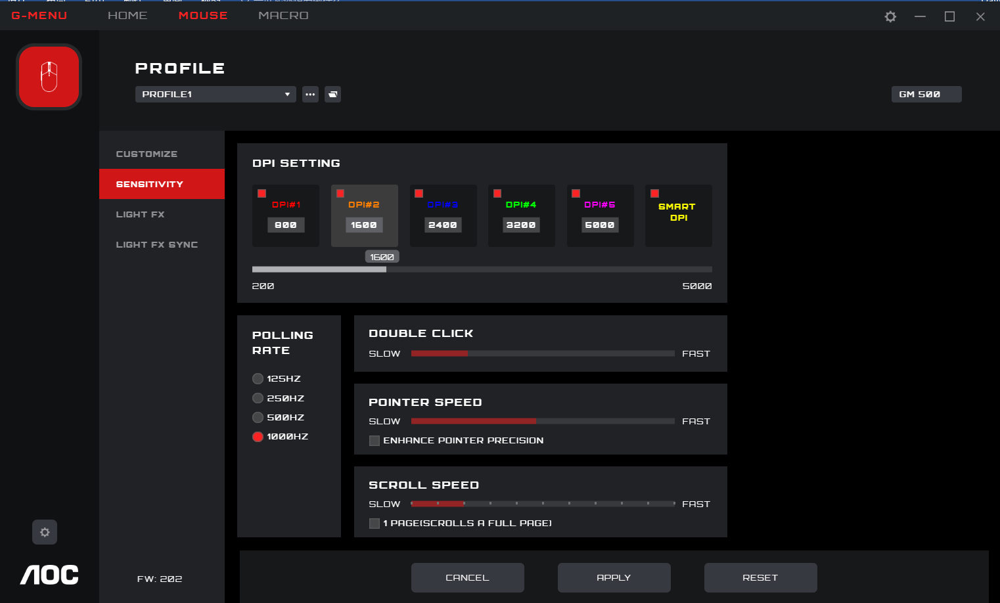 G-MENU
HOME
MOUSE
MACRO
PROFILE
PROFILE1
GM 500
CUSTOMIZE
SENSITIVITY
LIGHT FX
LIGHT FX SYNC
FW: 202
AOC
DPI SETTING
DPI#1
800
DPI#2
1600
DPI#3
2400
DPI#4
3200
DPI#5
5000
SMART
DPI
1600
200
5000
POLLING
RATE
125HZ
250HZ
500HZ
1000HZ
DOUBLE CLICK
SLOW
FAST
POINTER SPEED
SLOW
FAST
ENHANCE POINTER PRECISION
SCROLL SPEED
SLOW
FAST
1 PAGE(SCROLLS A FULL PAGE)
CANCEL
APPLY
RESET